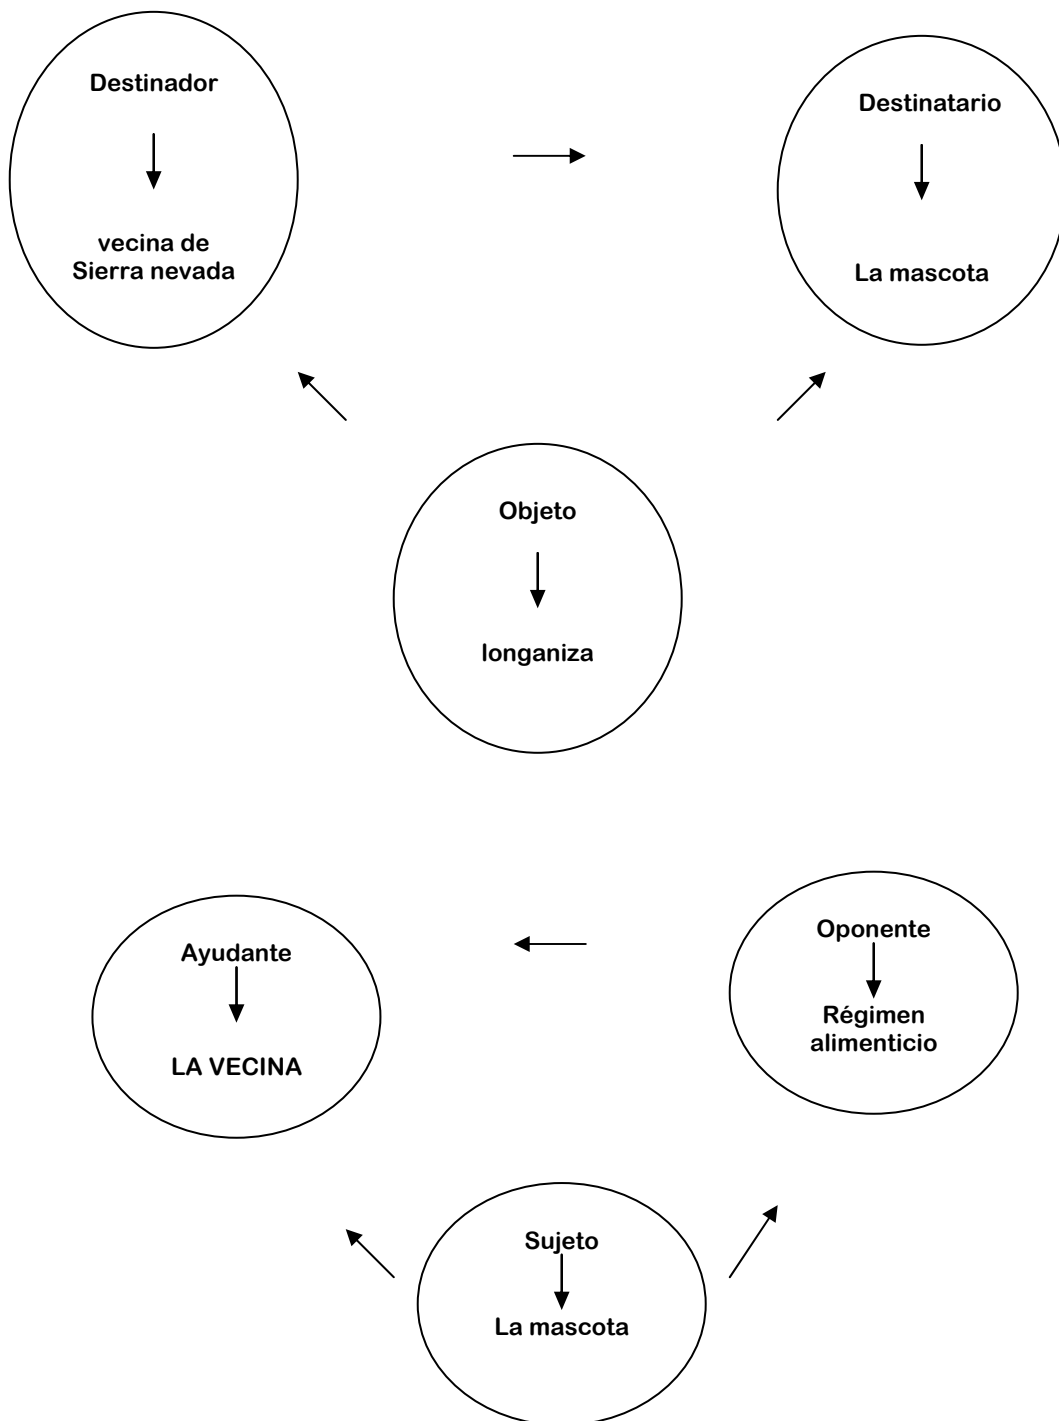 Destinador
vecina de
Sierra nevada
Destinatario
La mascota
Objeto
longaniza
Ayudante
LA VECINA
Oponente
Régimen
alimenticio
Sujeto
La mascota